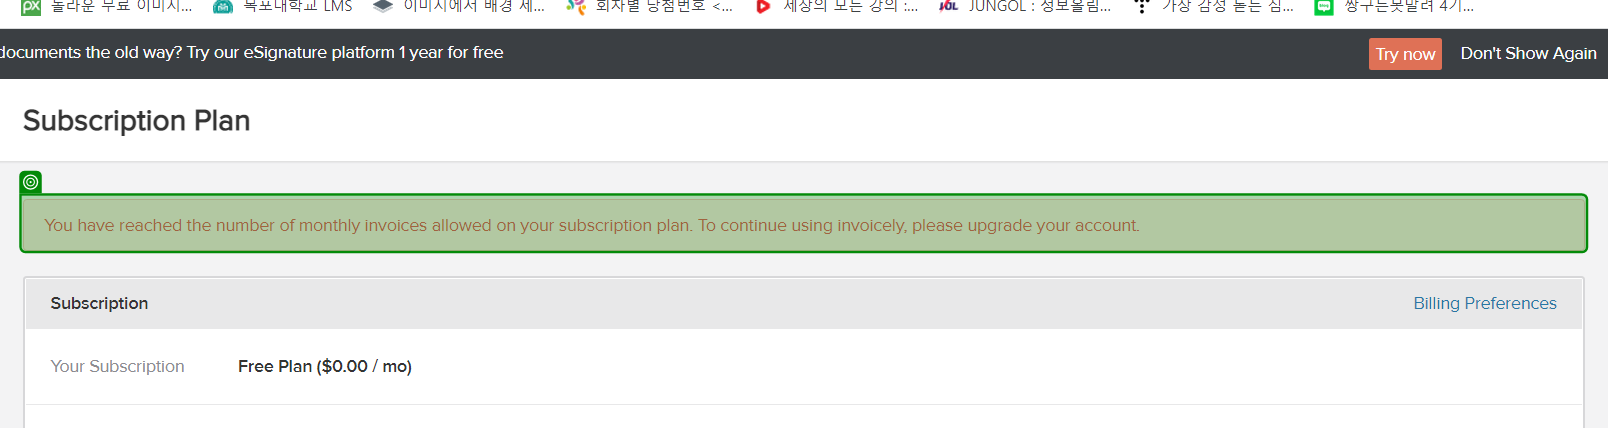 놀라운 무료 이미지... 목포대학교 LMS 이미지에서 배경 제... 회차별 당첨번호 <... 세상의 모든 강의 :... JUNGOL : 정보올림... 가상 감성 돋는 심... 짱구는못말려 4기...
documents the old way? Try our eSignature platform 1 year for free Try now Don't Show Again
Subscription Plan
You have reached the number of monthly invoices allowed on your subscription plan. To continue using invoicely, please upgrade your account.
Subscription Billing Preferences
Your Subscription Free Plan ($0.00 / mo)